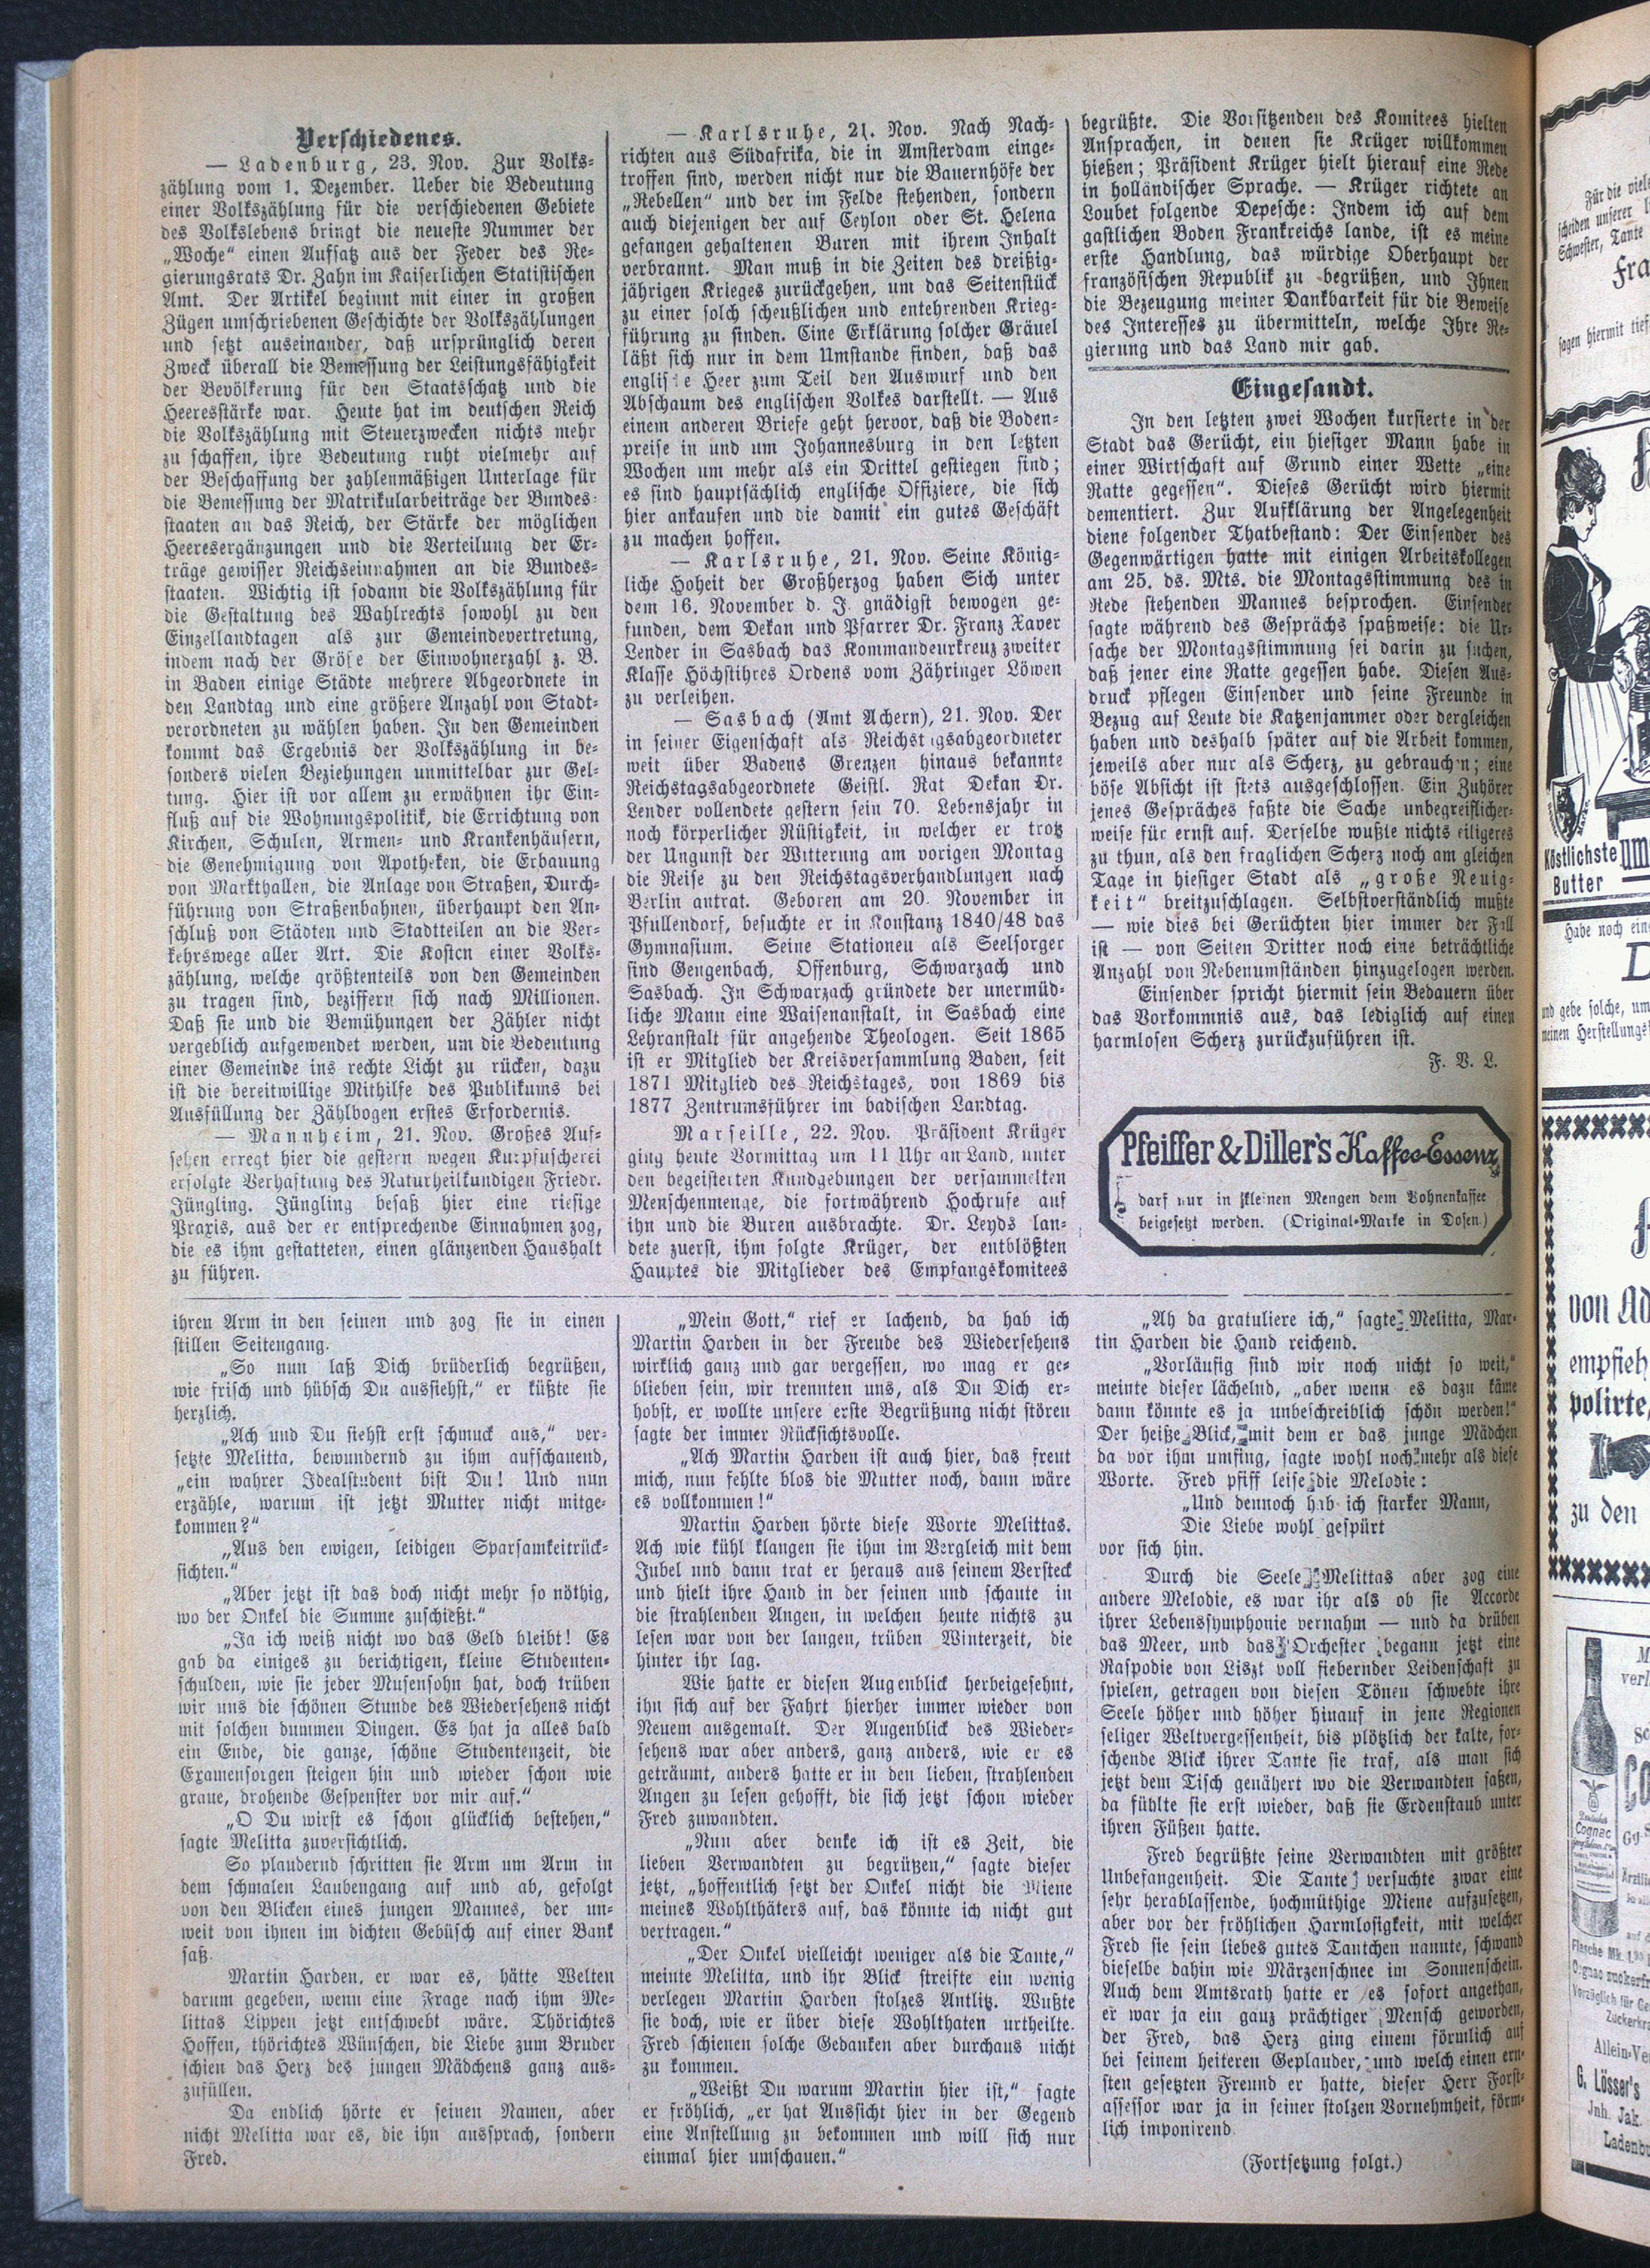 Verschiedenes.
— Ladenburg, 23. Nov. Zur Volks-
zählung vom 1. Dezember. Ueber die Bedeutung
einer Volkszählung für die verschiedenen Gebiete
des Volkslebens bringt die neueste Nummer der
„Woche“ einen Aufsatz aus der Feder des Re-
gierungsrats Dr. Zahn im Kaiserlichen Statistischen
Amt. Der Artikel beginnt mit einer in großen
Zügen umschriebenen Geschichte der Volkszählungen
und setzt auseinander, daß ursprünglich deren
Zweck überall die Bemessung der Leistungsfähigkeit
der Bevölkerung für den Staatsschatz und die
Heeresstärke war. Heute hat im deutschen Reich
die Volkszählung mit Steuerzwecken nichts mehr
zu schaffen, ihre Bedeutung ruht vielmehr auf
der Beschaffung der zahlenmäßigen Unterlage für
die Bemessung der Matrikularbeiträge der Bundes-
staaten an das Reich, der Stärke der möglichen
Heeresergänzungen und die Verteilung der Er-
träge gewisser Reichseinnahmen an die Bundes-
staaten. Wichtig ist sodann die Volkszählung für
die Gestaltung des Wahlrechts sowohl zu den
Einzellandtagen als zur Gemeindevertretung,
indem nach der Größe der Einwohnerzahl z. B.
in Baden einige Städte mehrere Abgeordnete in
den Landtag und eine größere Anzahl von Stadt-
verordneten zu wählen haben. In den Gemeinden
kommt das Ergebnis der Volkszählung in be-
sonders vielen Beziehungen unmittelbar zur Gel-
tung. Hier ist vor allem zu erwähnen ihr Ein-
fluß auf die Wohnungspolitik, die Errichtung von
Kirchen, Schulen, Armen- und Krankenhäusern,
die Genehmigung von Apotheken, die Erbauung
von Markthallen, die Anlage von Straßen, Durch-
führung von Straßenbahnen, überhaupt den An-
schluß von Städten und Stadtteilen an die Ver-
kehrswege aller Art. Die Kosten einer Volks-
zählung, welche größtenteils von den Gemeinden
zu tragen sind, beziffern sich nach Millionen.
Daß sie und die Bemühungen der Zähler nicht
vergeblich aufgewendet werden, um die Bedeutung
einer Gemeinde ins rechte Licht zu rücken, dazu
ist die bereitwillige Mithilfe des Publikums bei
Ausfüllung der Zählbogen erstes Erfordernis.
— Mannheim, 21. Nov. Großes Auf-
sehen erregt hier die gestern wegen Kurpfuscherei
erfolgte Verhaftung des Naturheilkundigen Friedr.
Jüngling. Jüngling besaß hier eine riesige
Praxis, aus der er entsprechende Einnahmen zog,
die es ihm gestatteten, einen glänzenden Haushalt
zu führen.
— Karlsruhe, 21. Nov. Nach Nach-
richten aus Südafrika, die in Amsterdam einge-
troffen sind, werden nicht nur die Bauernhöfe der
„Rebellen“ und der im Felde stehenden, sondern
auch diejenigen der auf Ceylon oder St. Helena
gefangen gehaltenen Buren mit ihrem Inhalt
verbrannt. Man muß in die Zeiten des dreißig-
jährigen Krieges zurückgehen, um das Seitenstück
zu einer solch scheußlichen und entehrenden Krieg-
führung zu finden. Eine Erklärung solcher Gräuel
läßt sich nur in dem Umstande finden, daß das
englis e Heer zum Teil den Auswurf und den
Abschaum des englischen Volkes darstellt. — Aus
einem anderen Briefe geht hervor, daß die Boden-
preise in und um Johannesburg in den letzten
Wochen um mehr als ein Drittel gestiegen sind;
es sind hauptsächlich englische Offiziere, die sich
hier ankaufen und die damit ein gutes Geschäft
zu machen hoffen.
— Karlsruhe, 21. Nov. Seine König-
liche Hoheit der Großherzog haben Sich unter
dem 16. November d. J. gnädigst bewogen ge-
funden, dem Dekan und Pfarrer Dr. Franz Xaver
Lender in Sasbach das Kommandeurkreuz zweiter
Klasse Höchstihres Ordens vom Zähringer Löwen
zu verleihen.
— Sasbach (Amt Achern), 21. Nov. Der
in seiner Eigenschaft als Reichstagsabgeordneter
weit über Badens Grenzen hinaus bekannte
Reichstagsabgeordnete Geistl. Rat Dekan Dr.
Lender vollendete gestern sein 70. Lebensjahr in
noch körperlicher Rüstigkeit, in welcher er trotz
der Ungunst der Witterung am vorigen Montag
die Reise zu den Reichstagsverhandlungen nach
Berlin antrat. Geboren am 20. November in
Pfullendorf, besuchte er in Konstanz 1840/48 das
Gymnasium. Seine Stationen als Seelsorger
sind Gengenbach, Offenburg, Schwarzach und
Sasbach. In Schwarzach gründete der unermüd-
liche Mann eine Waisenanstalt, in Sasbach eine
Lehranstalt für angehende Theologen. Seit 1865
ist er Mitglied der Kreisversammlung Baden, seit
1871 Mitglied des Reichstages, von 1869 bis
1877 Zentrumsführer im badischen Landtag.
Marseille, 22. Nov. Präsident Krüger
ging heute Vormittag um 11 Uhr an Land, unter
den begeisterten Kundgebungen der versammelten
Menschenmenge, die fortwährend Hochrufe auf
ihn und die Buren ausbrachte. Dr. Leyds lan-
dete zuerst, ihm folgte Krüger, der entblößten
Hauptes die Mitglieder des Empfangskomitees
begrüßte. Die Vorsitzenden des Komitees hielten
Ansprachen, in denen sie Krüger willkommen
hießen; Präsident Krüger hielt hierauf eine Rede
in holländischer Sprache. — Krüger richtete an
Loubet folgende Depesche: Indem ich auf dem
gastlichen Boden Frankreichs lande, ist es meine
erste Handlung, das würdige Oberhaupt der
französischen Republik zu begrüßen, und Ihnen
die Bezeugung meiner Dankbarkeit für die Beweise
des Interesses zu übermitteln, welche Ihre Re-
gierung und das Land mir gab.
Eingesandt.
In den letzten zwei Wochen kursierte in der
Stadt das Gerücht, ein hiesiger Mann habe in
einer Wirtschaft auf Grund einer Wette „eine
Ratte gegessen“. Dieses Gerücht wird hiermit
dementiert. Zur Aufklärung der Angelegenheit
diene folgender Thatbestand: Der Einsender des
Gegenwärtigen hatte mit einigen Arbeitskollegen
am 25. ds. Mts. die Montagsstimmung des in
Rede stehenden Mannes besprochen. Einsender
sagte während des Gesprächs spaßweise: die Ur-
sache der Montagsstimmung sei darin zu suchen,
daß jener eine Ratte gegessen habe. Diesen Aus-
druck pflegen Einsender und seine Freunde in
Bezug auf Leute die Katzenjammer oder dergleichen
haben und deshalb später auf die Arbeit kommen,
jeweils aber nur als Scherz, zu gebrauchen; eine
böse Absicht ist stets ausgeschlossen. Ein Zuhörer
jenes Gespräches faßte die Sache unbegreiflicher-
weise für ernst auf. Derselbe wußte nichts eiligeres
zu thun, als den fraglichen Scherz noch am gleichen
Tage in hiesiger Stadt als „große Neuig-
keit“ breitzuschlagen. Selbstverständlich mußte
— wie dies bei Gerüchten hier immer der Fall
ist — von Seiten Dritter noch eine beträchtliche
Anzahl von Nebenumständen hinzugelogen werden.
Einsender spricht hiermit sein Bedauern über
das Vorkommnis aus, das lediglich auf einen
harmlosen Scherz zurückzuführen ist.
F. V. L.
Pfeiffer & Diller's Kaffee-Essenz
darf nur in kleinen Mengen dem Bohnenkaffee
beigesetzt werden. (Original-Marke in Dosen.)
ihren Arm in den seinen und zog sie in einen
stillen Seitengang.
„So nun laß Dich brüderlich begrüßen,
wie frisch und hübsch Du aussiehst,“ er küßte sie
herzlich.
„Ach und Du siehst erst schmuck aus,“ ver-
setzte Melitta, bewundernd zu ihm aufschauend,
„ein wahrer Idealstudent bist Du! Und nun
erzähle, warum ist jetzt Mutter nicht mitge-
kommen?“
„Aus den ewigen, leidigen Sparsamkeitrück-
sichten.“
„Aber jetzt ist das doch nicht mehr so nöthig,
wo der Onkel die Summe zuschießt.“
„Ja ich weiß nicht wo das Geld bleibt! Es
gab da einiges zu berichtigen, kleine Studenten-
schulden, wie sie jeder Musensohn hat, doch trüben
wir uns die schönen Stunde des Wiedersehens nicht
mit solchen dummen Dingen. Es hat ja alles bald
ein Ende, die ganze, schöne Studentenzeit, die
Examensorgen steigen hin und wieder schon wie
graue, drohende Gespenster vor mir auf.“
„O Du wirst es schon glücklich bestehen,“
sagte Melitta zuversichtlich.
So plaudernd schritten sie Arm um Arm in
dem schmalen Laubengang auf und ab, gefolgt
von den Blicken eines jungen Mannes, der un-
weit von ihnen im dichten Gebüsch auf einer Bank
saß.
Martin Harden, er war es, hätte Welten
darum gegeben, wenn eine Frage nach ihm Me-
littas Lippen jetzt entschwebt wäre. Thörichtes
Hoffen, thörichtes Wünschen, die Liebe zum Bruder
schien das Herz des jungen Mädchens ganz aus-
zufüllen.
Da endlich hörte er seinen Namen, aber
nicht Melitta war es, die ihn aussprach, sondern
Fred.
„Mein Gott,“ rief er lachend, da hab ich
Martin Harden in der Freude des Wiedersehens
wirklich ganz und gar vergessen, wo mag er ge-
blieben sein, wir trennten uns, als Du Dich er-
hobst, er wollte unsere erste Begrüßung nicht stören
sagte der immer Rücksichtsvolle.
„Ach Martin Harden ist auch hier, das freut
mich, nun fehlte blos die Mutter noch, dann wäre
es vollkommen!“
Martin Harden hörte diese Worte Melittas.
Ach wie kühl klangen sie ihm im Vergleich mit dem
Jubel und dann trat er heraus aus seinem Versteck
und hielt ihre Hand in der seinen und schaute in
die strahlenden Augen, in welchen heute nichts zu
lesen war von der langen, trüben Winterzeit, die
hinter ihr lag.
Wie hatte er diesen Augenblick herbeigesehnt,
ihn sich auf der Fahrt hierher immer wieder von
Neuem ausgemalt. Der Augenblick des Wieder-
sehens war aber anders, ganz anders, wie er es
geträumt, anders hatte er in den lieben, strahlenden
Augen zu lesen gehofft, die sich jetzt schon wieder
Fred zuwandten.
„Nun aber denke ich ist es Zeit, die
lieben Verwandten zu begrüßen,“ sagte dieser
jetzt, „hoffentlich setzt der Onkel nicht die Miene
meines Wohlthäters auf, das könnte ich nicht gut
vertragen.“
„Der Onkel vielleicht weniger als die Tante,“
meinte Melitta, und ihr Blick streifte ein wenig
verlegen Martin Harden stolzes Antlitz. Wußte
sie doch, wie er über diese Wohlthaten urtheilte.
Fred schienen solche Gedanken aber durchaus nicht
zu kommen.
„Weißt Du warum Martin hier ist,“ sagte
er fröhlich, „er hat Aussicht hier in der Gegend
eine Anstellung zu bekommen und will sich nur
einmal hier umschauen.“
„Ah da gratuliere ich,“ sagte Melitta, Mar-
tin Harden die Hand reichend.
„Vorläufig sind wir noch nicht so weit,“
meinte dieser lächelnd, „aber wenn es dazu käme
dann könnte es ja unbeschreiblich schön werden!“
Der heiße Blick, mit dem er das junge Mädchen
da vor ihm umfing, sagte wohl noch mehr als diese
Worte. Fred pfiff leise die Melodie:
„Und dennoch hab ich starker Mann,
Die Liebe wohl gespürt
vor sich hin.
Durch die Seele Melittas aber zog eine
andere Melodie, es war ihr als ob sie Accorde
ihrer Lebenssymphonie vernahm — und da drüben
das Meer, und das Orchester begann jetzt eine
Raspodie von Liszt voll fiebernder Leidenschaft zu
spielen, getragen von diesen Tönen schwebte ihre
Seele höher und höher hinauf in jene Regionen
seliger Weltvergessenheit, bis plötzlich der kalte, for-
schende Blick ihrer Tante sie traf, als man sich
jetzt dem Tisch genähert wo die Verwandten saßen,
da fühlte sie erst wieder, daß sie Erdenstaub unter
ihren Füßen hatte.
Fred begrüßte seine Verwandten mit größter
Unbefangenheit. Die Tante versuchte zwar eine
sehr herablassende, hochmüthige Miene aufzusetzen,
aber vor der fröhlichen Harmlosigkeit, mit welcher
Fred sie sein liebes gutes Tantchen nannte, schwand
dieselbe dahin wie Märzenschnee im Sonnenschein.
Auch dem Amtsrath hatte er es sofort angethan,
er war ja ein ganz prächtiger Mensch geworden,
der Fred, das Herz ging einem förmlich auf
bei seinem heiteren Geplauder, und welch einen ern-
sten gesetzten Freund er hatte, dieser Herr Forst-
assessor war ja in seiner stolzen Vornehmheit, förm-
lich imponirend.
(Fortsetzung folgt.)
Für die viel
scheiden unserer
Schwester, Tante
Fra
sagen hiermit tief
Köstlichste
Butter
Habe noch ein
und gebe solche, um
meinen Herstellungs
von Ad
empfieh
polirte,
zu den
Cognac
Flasche Mk.
Allein-Ve
G. Lösser's
Jnh. Jak.
Ladenbu